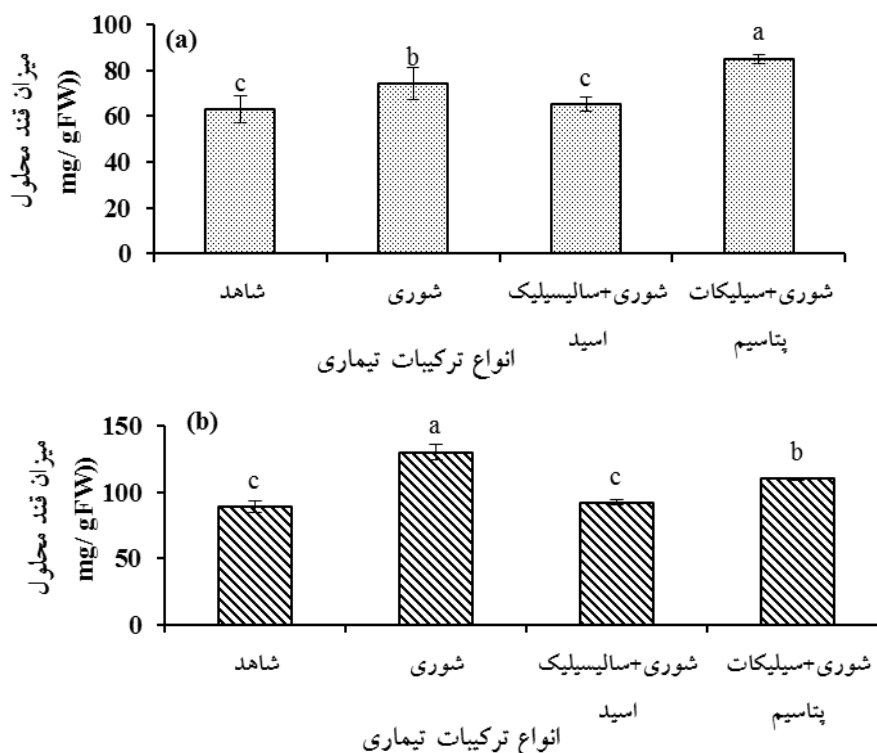 (a)
میزان قند محلول
mg/ gFW))
100
80
60
40
20
0
c
b
c
a
شاهد
شوری
شوری+سالیسیلیک
اسید
شوری+سیلیکات
پتاسیم
انواع ترکیبات تیماری
(b)
میزان قند محلول
mg/ gFW))
150
100
50
0
c
a
c
b
شاهد
شوری
شوری+سالیسیلیک
اسید
شوری+سیلیکات
پتاسیم
انواع ترکیبات تیماری